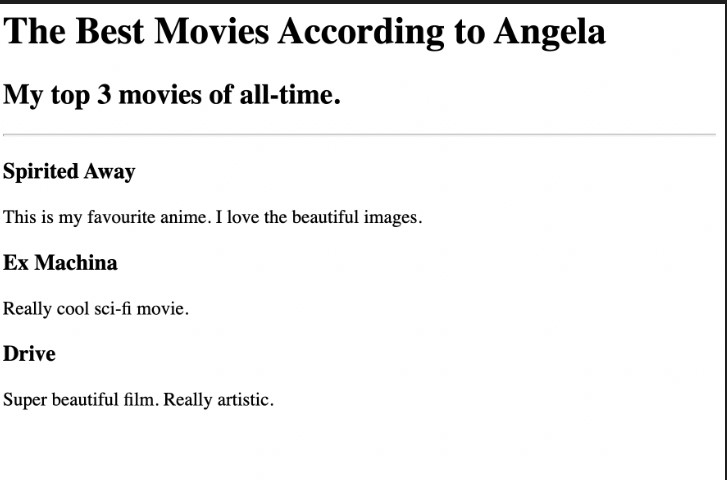 The Best Movies According to Angela
My top 3 movies of all-time.
Spirited Away
This is my favourite anime. I love the beautiful images.
Ex Machina
Really cool sci-fi movie.
Drive
Super beautiful film. Really artistic.